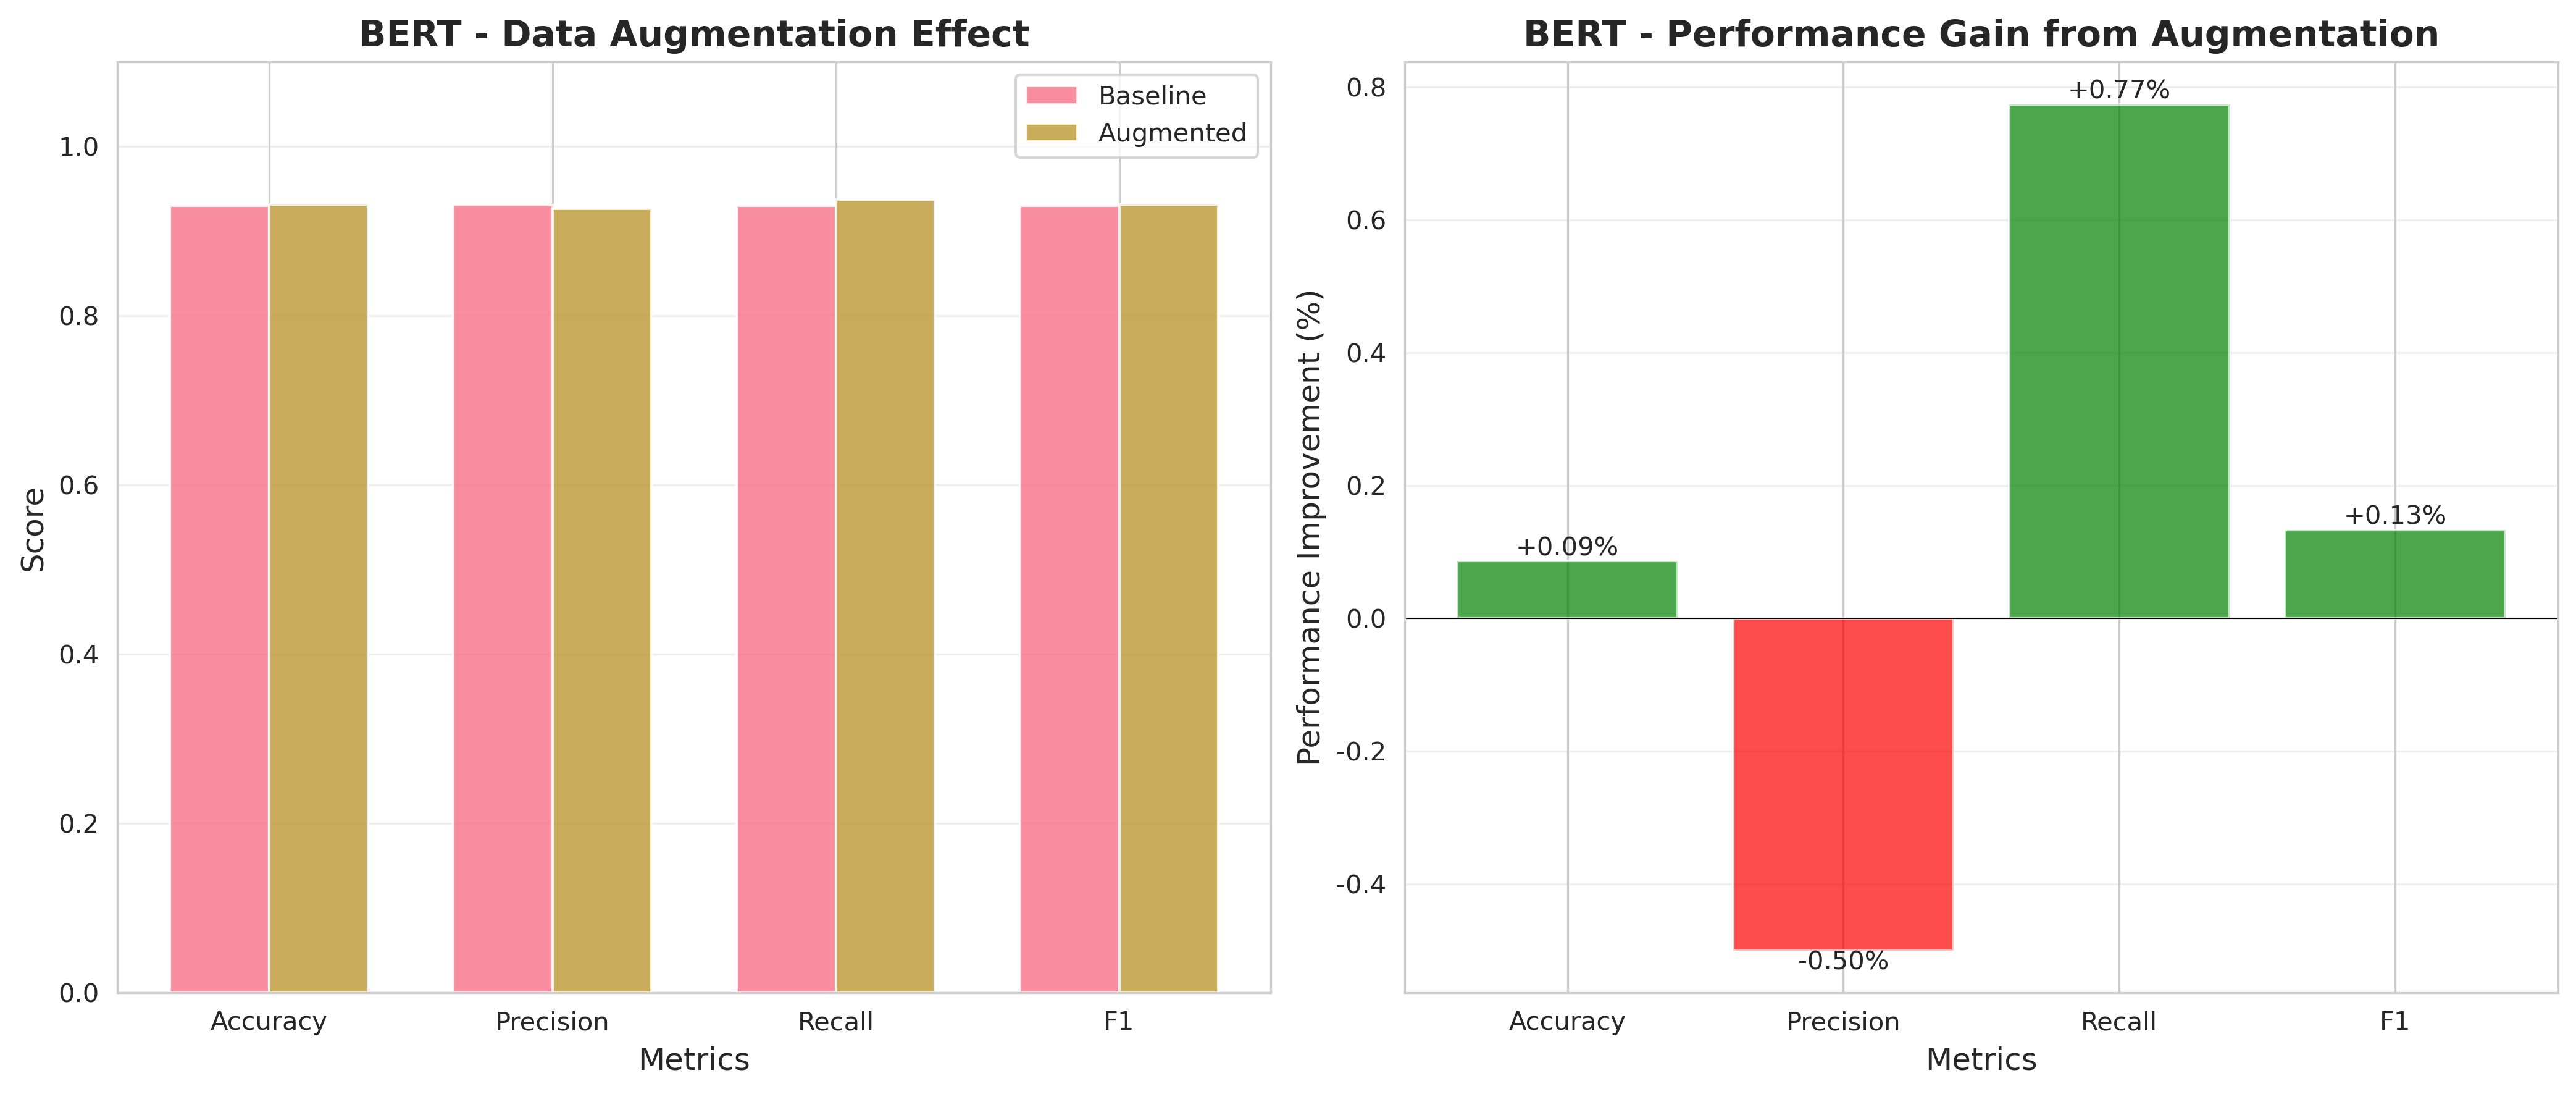 BERT - Data Augmentation Effect
Baseline
Augmented
Score
1.0
0.8
0.6
0.4
0.2
0.0
Accuracy
Precision
Recall
F1
Metrics
BERT - Performance Gain from Augmentation
Performance Improvement (%)
0.8
0.6
0.4
0.2
0.0
-0.2
-0.4
+0.09%
-0.50%
+0.77%
+0.13%
Accuracy
Precision
Recall
F1
Metrics